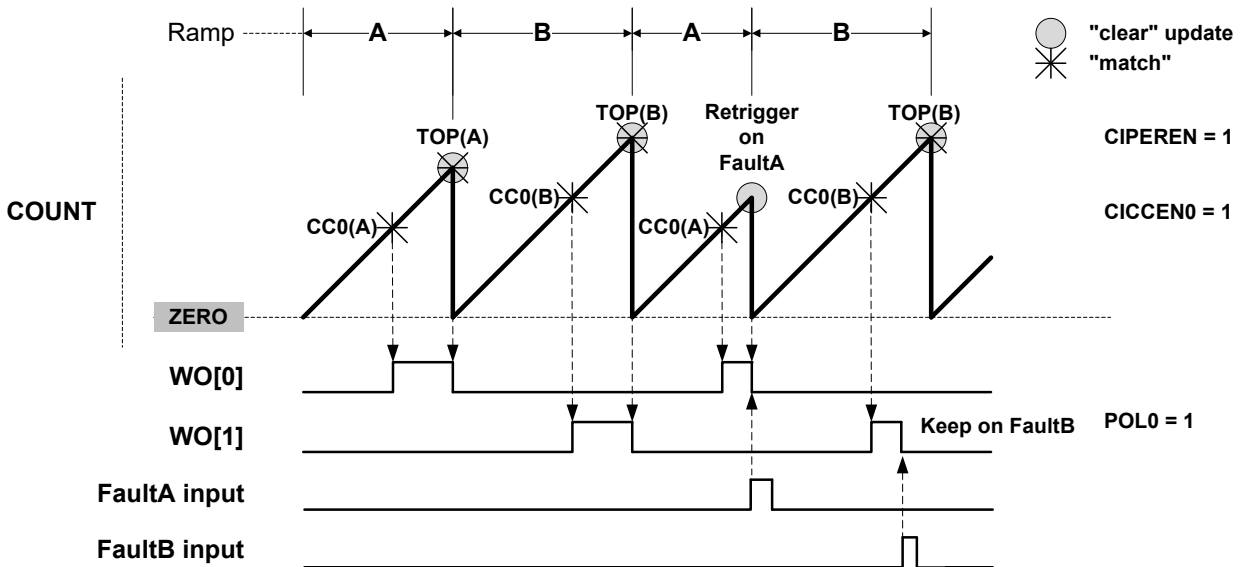 Ramp
A
B
A
B
"clear" update
"match"
TOP(A)
TOP(B)
Retrigger
on
FaultA
TOP(B)
CIPEREN = 1
COUNT
CC0(A)
CC0(B)
CC0(A)
CC0(B)
CICCEN0 = 1
ZERO
WO[0]
WO[1]
Keep on FaultB
POL0 = 1
FaultA input
FaultB input